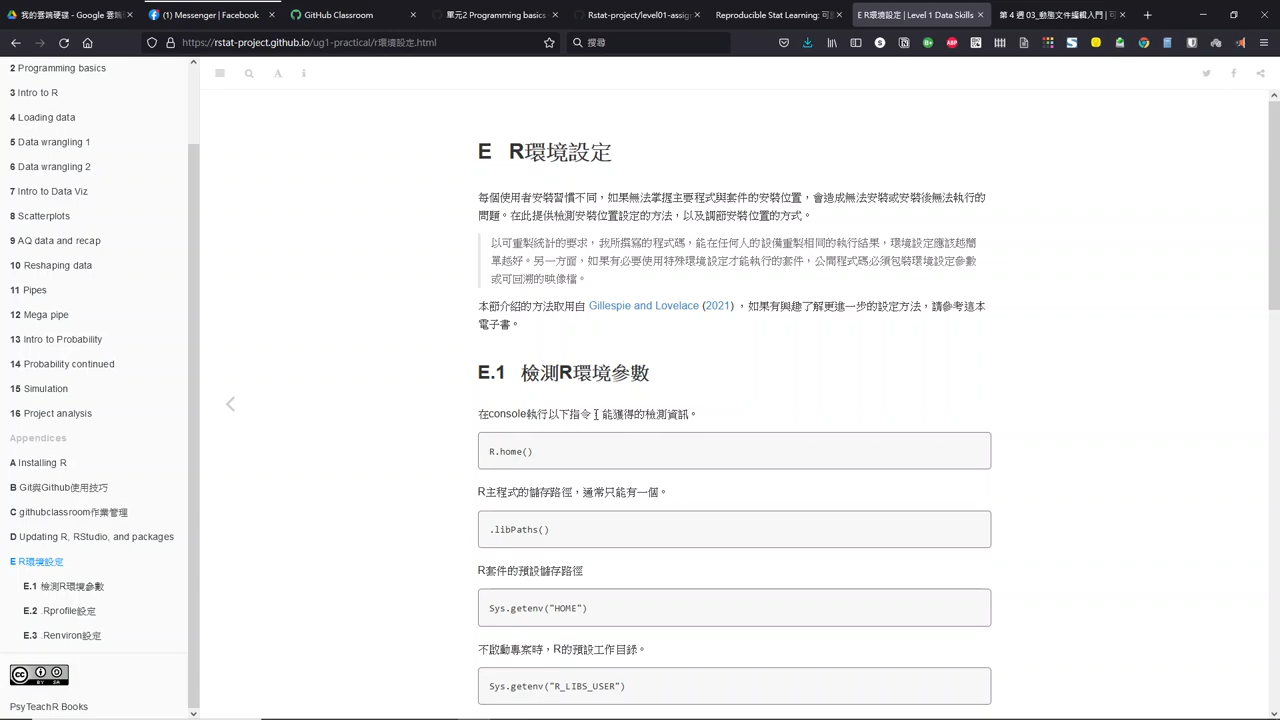 我的雲端硬碟 - Google 雲端
(1) Messenger | Facebook
GitHub Classroom
單元2 Programming basics
Rstat-project/level01-assig
Reproducible Stat Learning: 可
E R環境設定 | Level 1 Data Skills
第 4 週 03_動態文件編輯入門 | 可
https://rstat-project.github.io/ug1-practical/r環境設定.html
搜尋
2 Programming basics
3 Intro to R
4 Loading data
5 Data wrangling 1
6 Data wrangling 2
7 Intro to Data Viz
8 Scatterplots
9 AQ data and recap
10 Reshaping data
11 Pipes
12 Mega pipe
13 Intro to Probability
14 Probability continued
15 Simulation
16 Project analysis
Appendices
A Installing R
B Git與Github使用技巧
C githubclassroom作業管理
D Updating R, RStudio, and packages
E R環境設定
E.1 檢測R環境參數
E.2 .Rprofile設定
E.3 .Renviron設定
PsyTeachR Books
E R環境設定
每個使用者安裝習慣不同，如果無法掌握主要程式與套件的安裝位置，會造成無法安裝或安裝後無法執行的
問題。在此提供檢測安裝位置設定的方法，以及調節安裝位置的方式。
以可重製統計的要求，我所撰寫的程式碼，能在任何人的設備重製相同的執行結果，環境設定應該越簡
單越好。另一方面，如果有必要使用特殊環境設定才能執行的套件，公開程式碼必須包裝環境設定參數
或可回溯的映像檔。
本節介紹的方法取用自 Gillespie and Lovelace (2021) ，如果有興趣了解更進一步的設定方法，請參考這本
電子書。
E.1 檢測R環境參數
在console執行以下指令，能獲得的檢測資訊。
R.home()
R主程式的儲存路徑，通常只能有一個。
.libPaths()
R套件的預設儲存路徑
Sys.getenv("HOME")
不啟動專案時，R的預設工作目錄。
Sys.getenv("R_LIBS_USER")